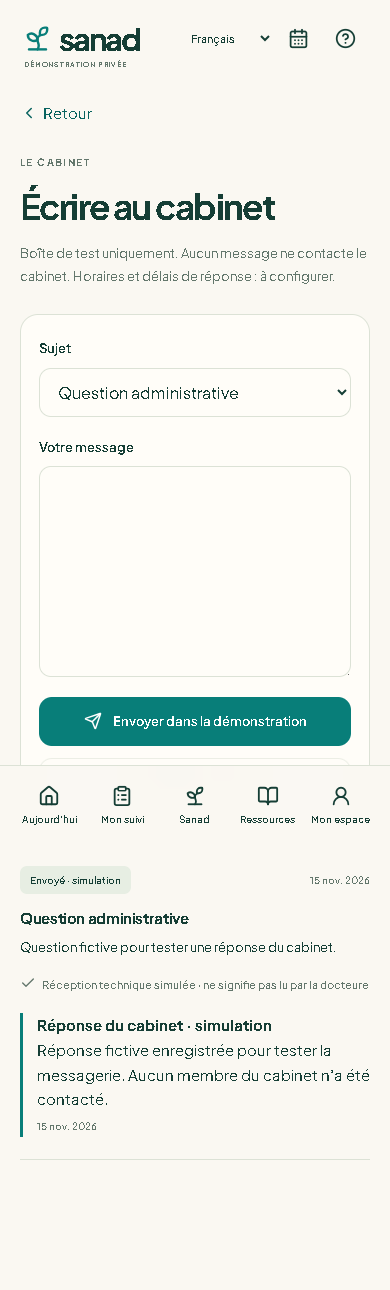 sanad
DÉMONSTRATION PRIVÉE
Français
Retour
LE CABINET
Écrire au cabinet
Boîte de test uniquement. Aucun message ne contacte le
cabinet. Horaires et délais de réponse : à configurer.
Sujet
Question administrative
Votre message
Envoyer dans la démonstration
Aujourd'hui
Mon suivi
Sanad
Ressources
Mon espace
Envoyé · simulation
15 nov. 2026
Question administrative
Question fictive pour tester une réponse du cabinet.
Réception technique simulée · ne signifie pas lu par la docteure
Réponse du cabinet · simulation
Réponse fictive enregistrée pour tester la
messagerie. Aucun membre du cabinet n'a été
contacté.
15 nov. 2026